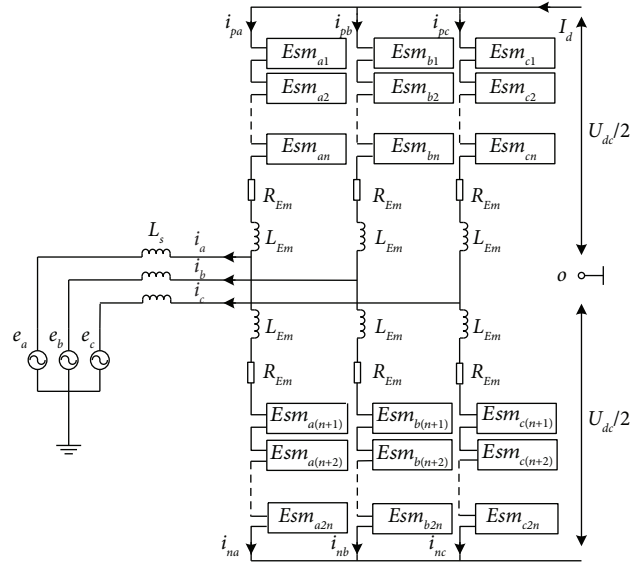 i_pa i_pb i_pc I_d
Esm_a1 Esm_b1 Esm_c1
Esm_a2 Esm_b2 Esm_c2
U_dc/2
Esm_an Esm_bn Esm_cn
R_Em R_Em R_Em
L_s i_a L_Em L_Em L_Em
i_b
o
i_c
e_a e_b e_c L_Em L_Em L_Em
R_Em R_Em R_Em
Esm_a(n+1) Esm_b(n+1) Esm_c(n+1)
U_dc/2
Esm_a(n+2) Esm_b(n+2) Esm_c(n+2)
Esm_a2n Esm_b2n Esm_c2n
i_na i_nb i_nc